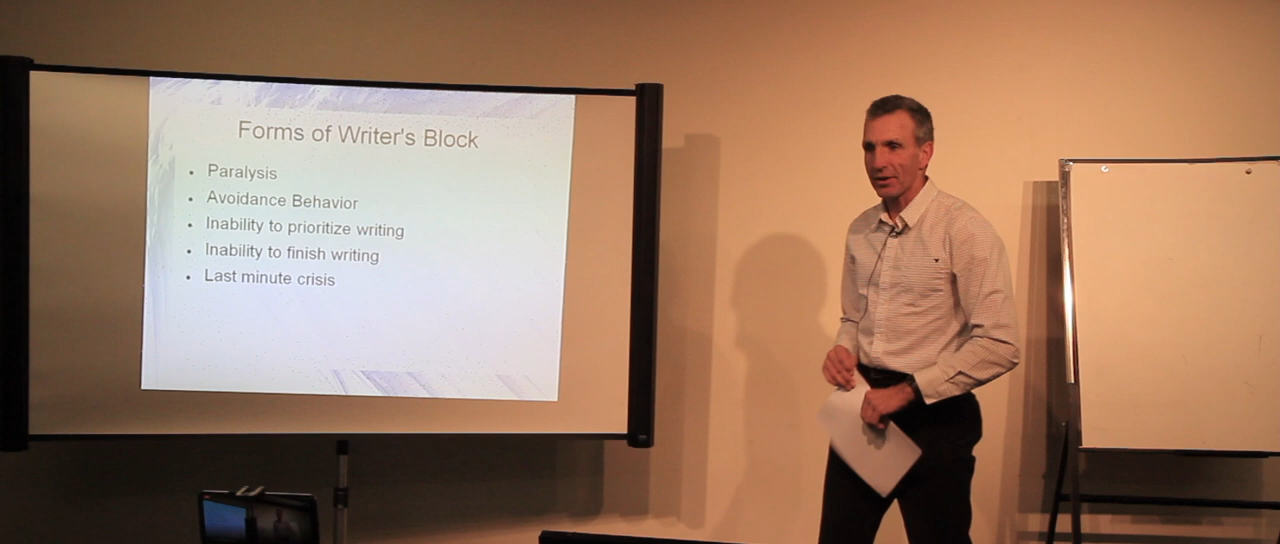 Forms of Writer's Block
• Paralysis
• Avoidance Behavior
• Inability to prioritize writing
• Inability to finish writing
• Last minute crisis